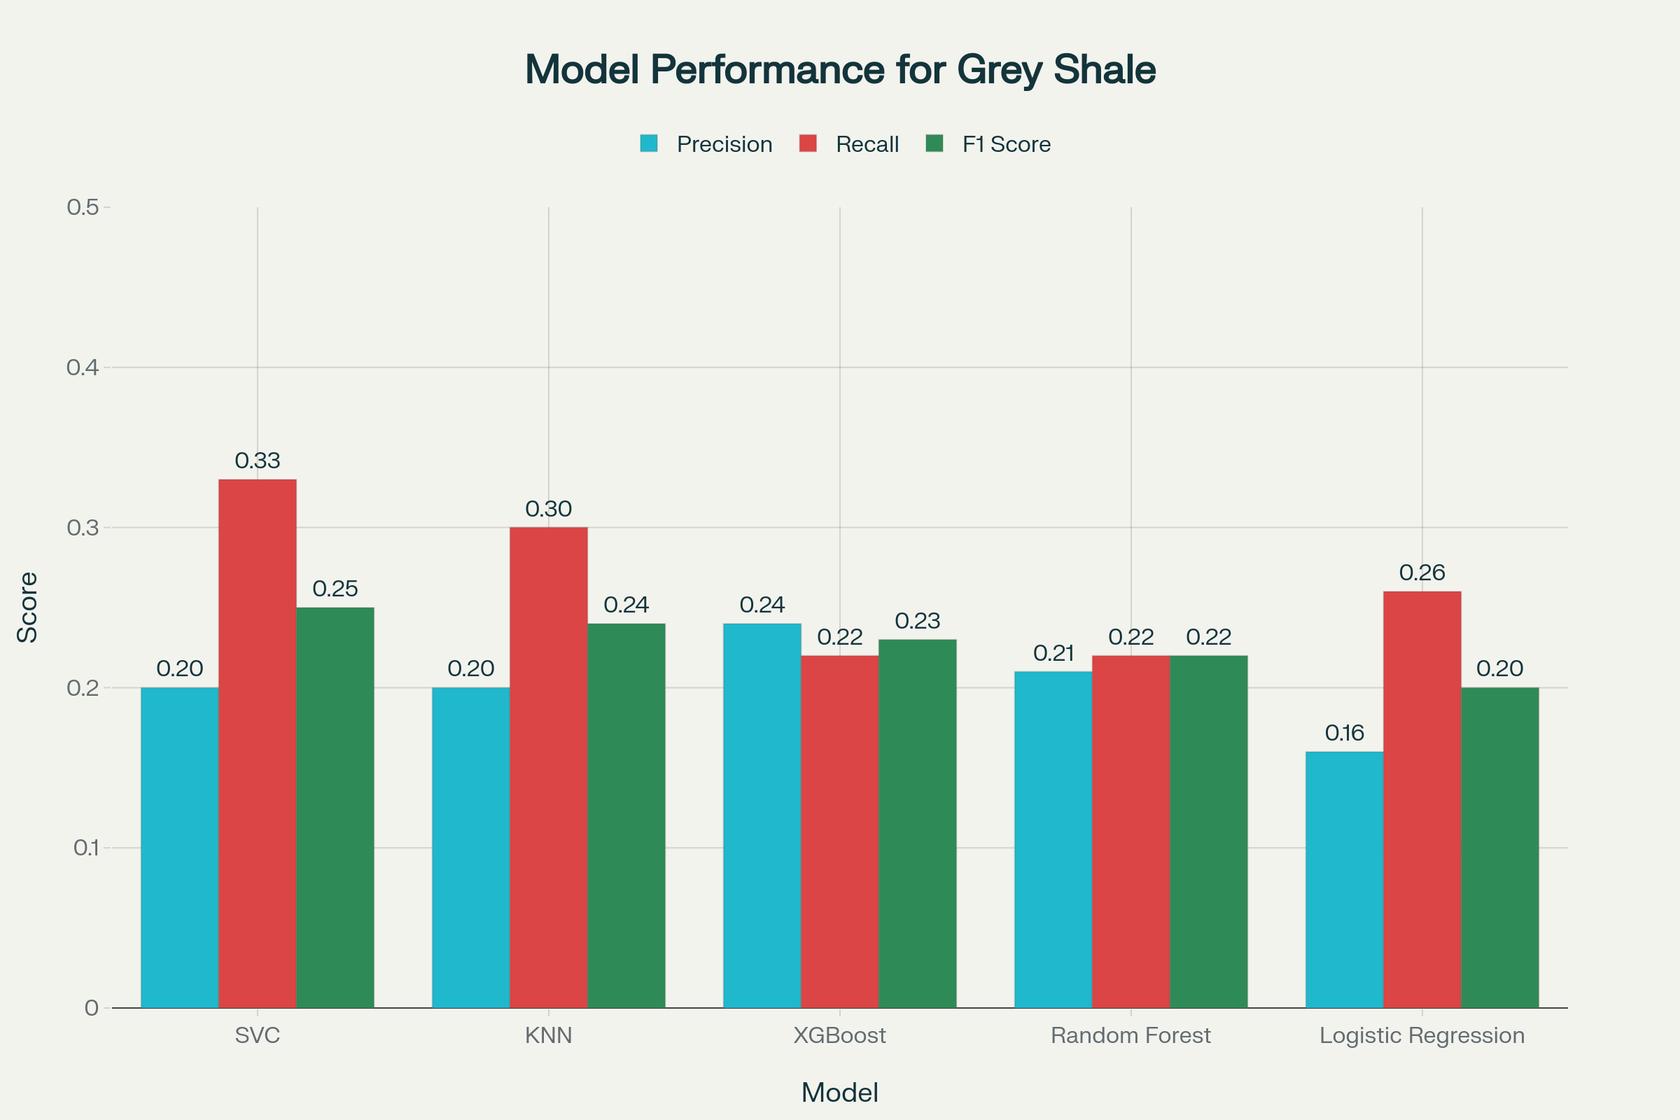 Model Performance for Grey Shale
Precision Recall F1 Score
0.5
0.4
0.3
0.2
0.1
0
Score
0.20 0.33 0.25
0.20 0.30 0.24
0.24 0.22 0.23
0.21 0.22 0.22
0.16 0.26 0.20
SVC KNN XGBoost Random Forest Logistic Regression
Model